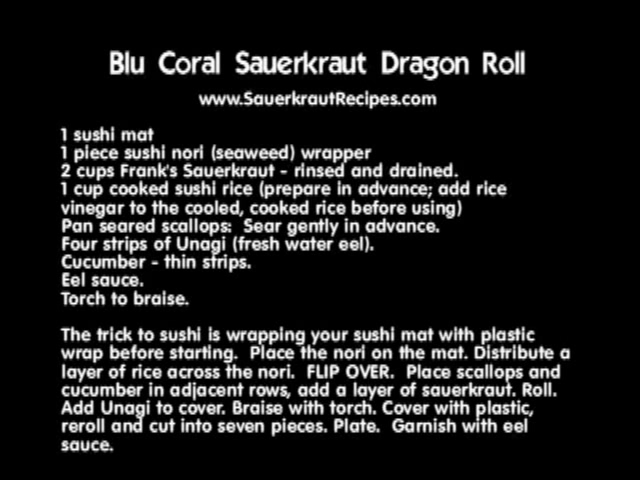 Blu Coral Sauerkraut Dragon Roll
www.SauerkrautRecipes.com
1 sushi mat
1 piece sushi nori (seaweed) wrapper
2 cups Frank's Sauerkraut - rinsed and drained.
1 cup cooked sushi rice (prepare in advance; add rice
vinegar to the cooled, cooked rice before using)
Pan seared scallops:  Sear gently in advance.
Four strips of Unagi (fresh water eel).
Cucumber - thin strips.
Eel sauce.
Torch to braise.
The trick to sushi is wrapping your sushi mat with plastic
wrap before starting.  Place the nori on the mat. Distribute a
layer of rice across the nori.  FLIP OVER.  Place scallops and
cucumber in adjacent rows, add a layer of sauerkraut. Roll.
Add Unagi to cover. Braise with torch. Cover with plastic,
reroll and cut into seven pieces. Plate.  Garnish with eel
sauce.